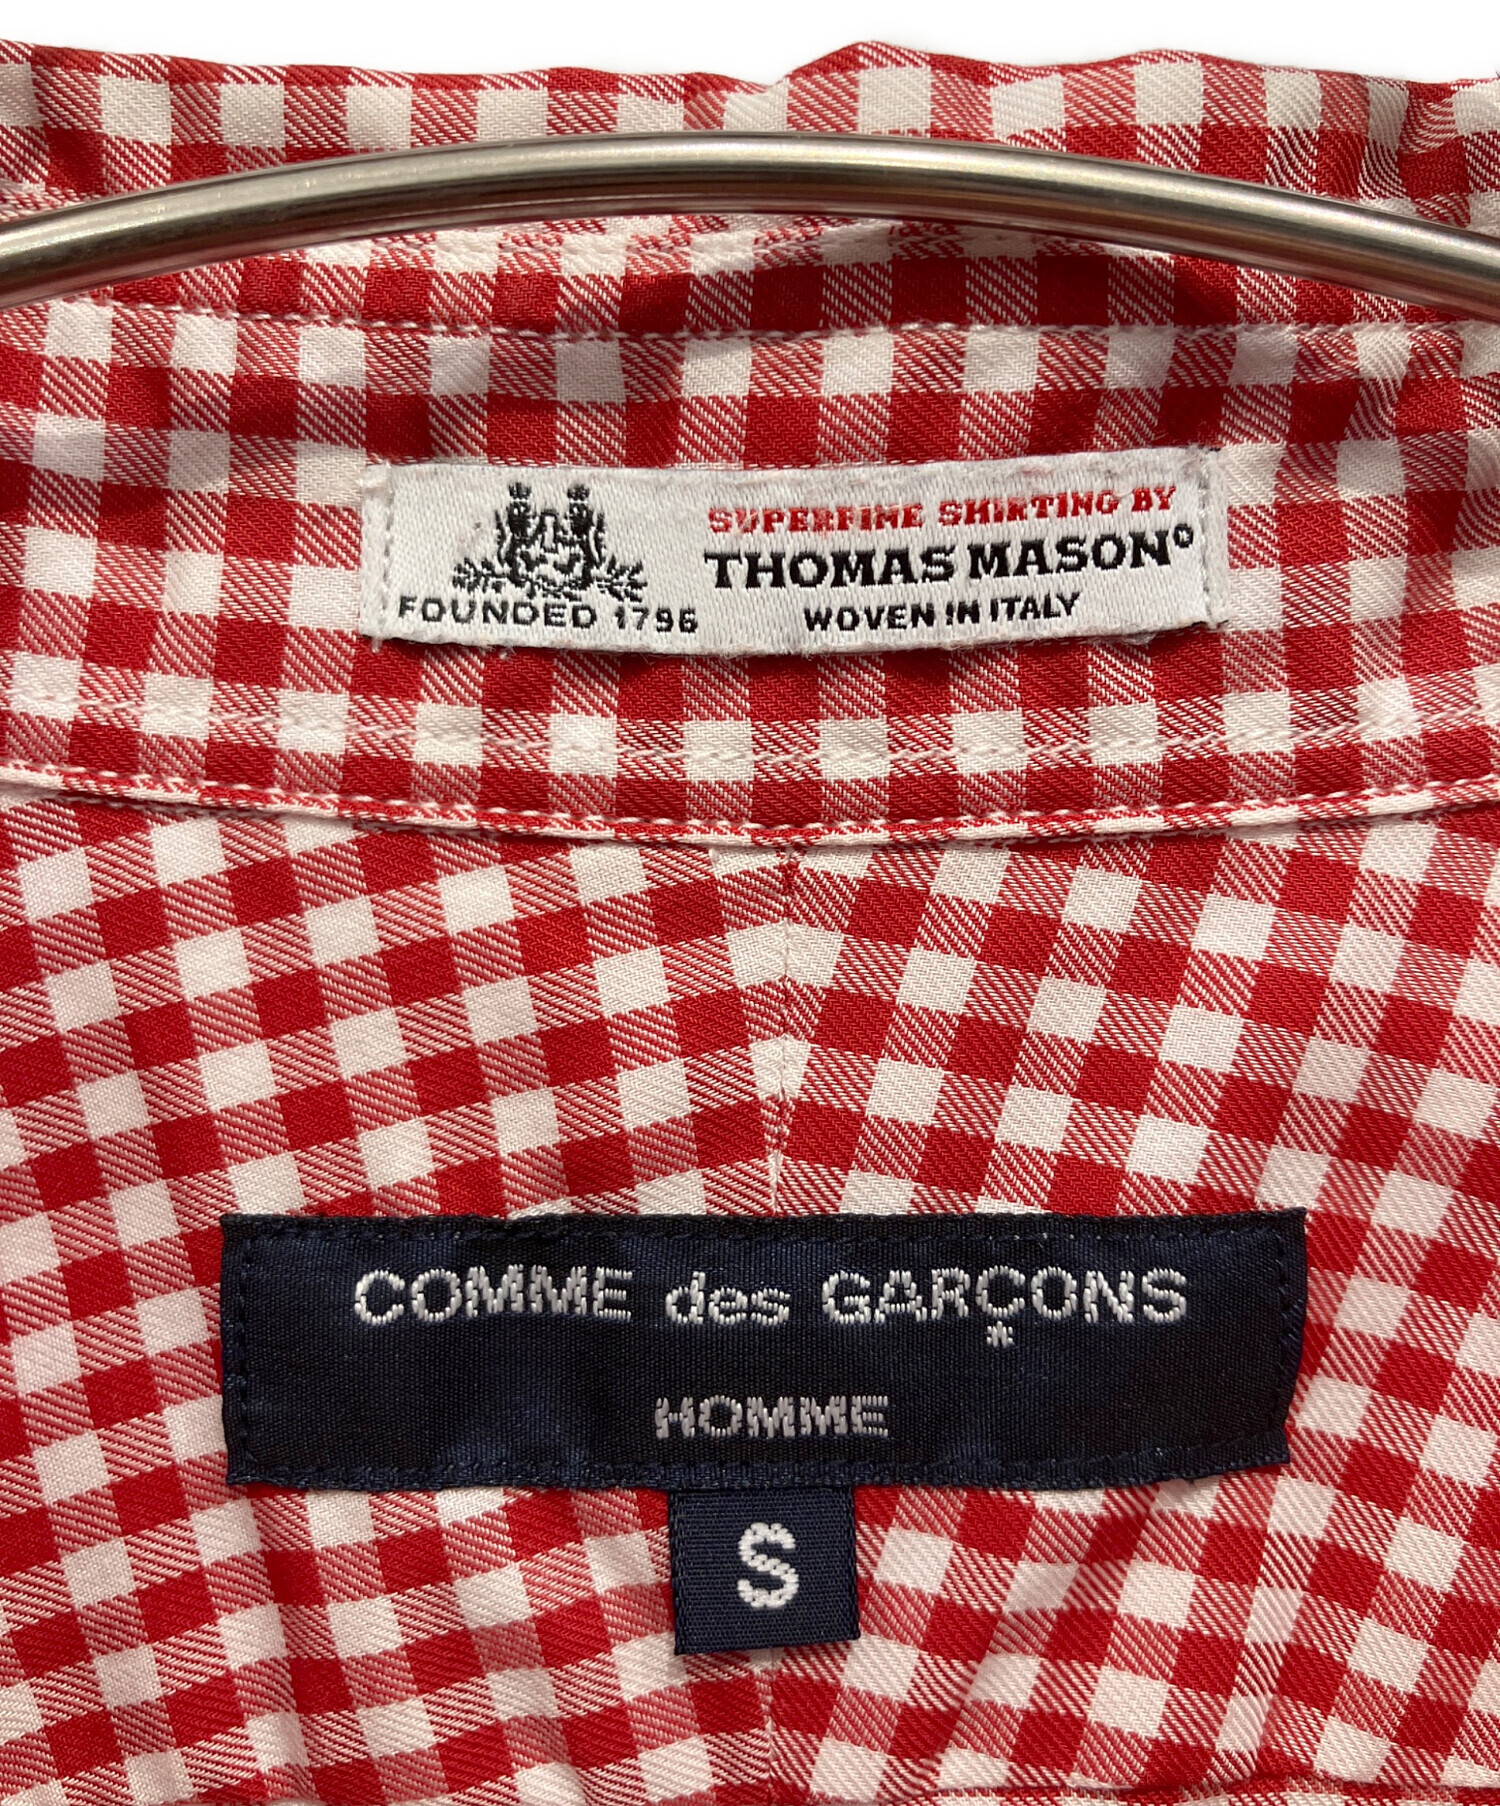 SUPERFINE SHIRTING BY
THOMAS MASON°
FOUNDED 1796
WOVEN IN ITALY
COMME des GARÇONS
HOMME
S